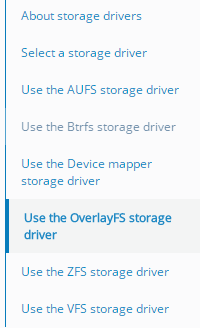 About storage drivers
Select a storage driver
Use the AUFS storage driver
Use the Btrfs storage driver
Use the Device mapper
storage driver
Use the OverlayFS storage
driver
Use the ZFS storage driver
Use the VFS storage driver